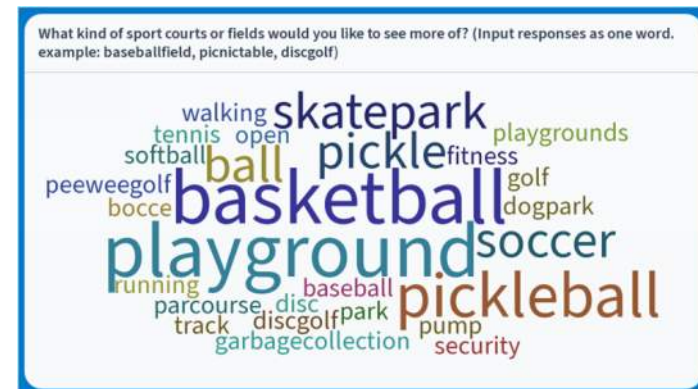 What kind of sport courts or fields would you like to see more of? (Input responses as one word.
example: baseballfield, picnictable, discgolf)
walking skatepark
tennis open playgrounds
softball ball pickle fitness
peeweegolf basketball golf
bocce dogpark
playground soccer
running baseball pickleball
parcourse disc park
track discgolf pump
garbagecollection security